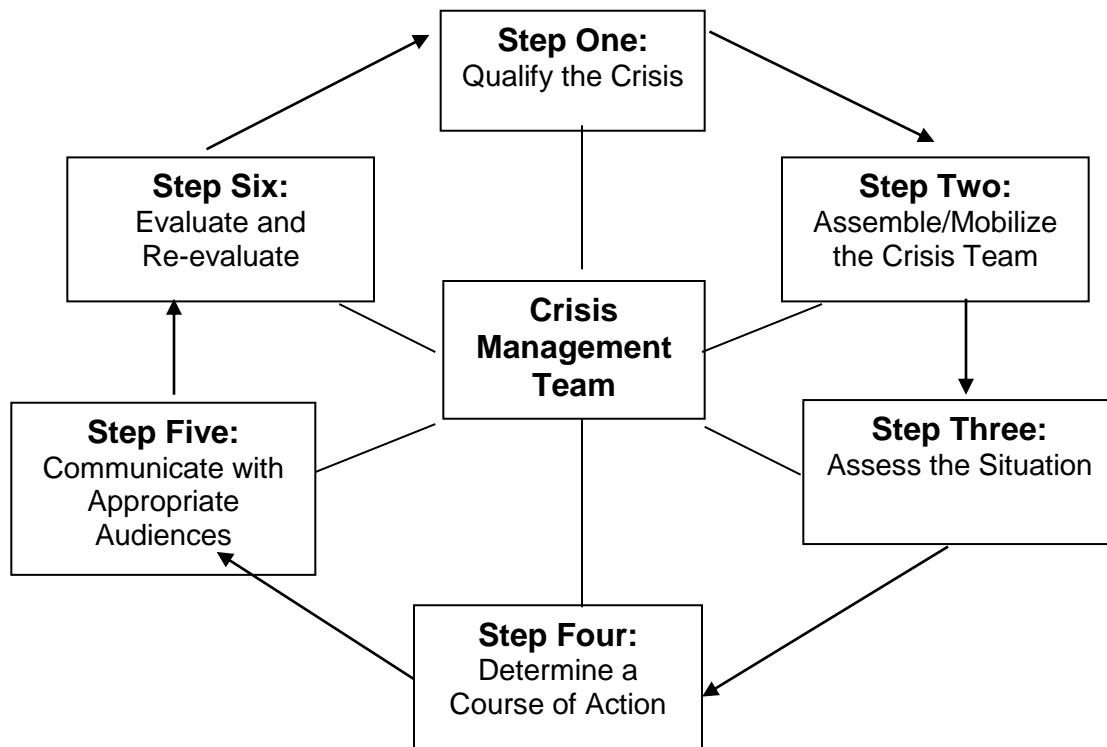 Step One:
Qualify the Crisis
Step Two:
Assemble/Mobilize
the Crisis Team
Step Three:
Assess the Situation
Step Four:
Determine a
Course of Action
Step Five:
Communicate with
Appropriate
Audiences
Step Six:
Evaluate and
Re-evaluate
Crisis
Management
Team